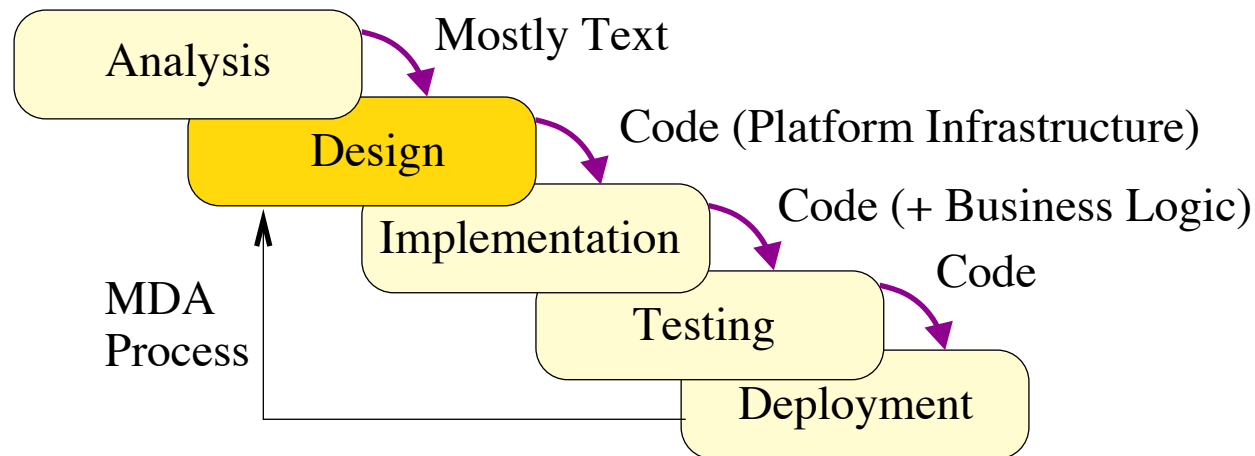 Analysis
Mostly Text
Design
Code (Platform Infrastructure)
Implementation
Code (+ Business Logic)
Testing
Code
Deployment
MDA
Process